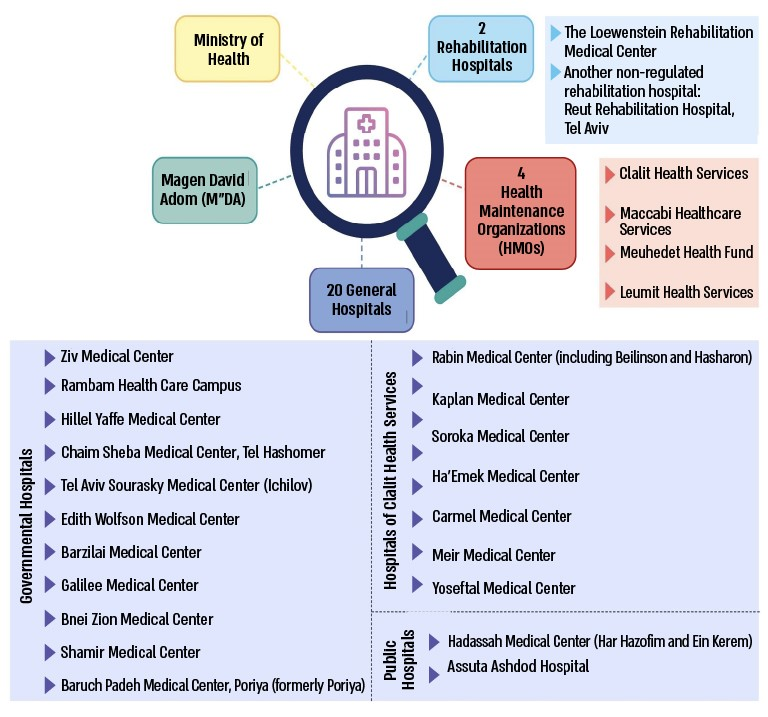 Ministry of
Health
2
Rehabilitation
Hospitals
The Loewenstein Rehabilitation
Medical Center
Another non-regulated
rehabilitation hospital:
Reut Rehabilitation Hospital,
Tel Aviv
Magen David
Adom (M"DA)
4
Health
Maintenance
Organizations
(HMOs)
Clalit Health Services
Maccabi Healthcare
Services
Meuhedet Health Fund
Leumit Health Services
20 General
Hospitals
Governmental Hospitals
Ziv Medical Center
Rambam Health Care Campus
Hillel Yaffe Medical Center
Chaim Sheba Medical Center, Tel Hashomer
Tel Aviv Sourasky Medical Center (Ichilov)
Edith Wolfson Medical Center
Barzilai Medical Center
Galilee Medical Center
Bnei Zion Medical Center
Shamir Medical Center
Baruch Padeh Medical Center, Poriya (formerly Poriya)
Hospitals of Clalit Health Services
Rabin Medical Center (including Beilinson and Hasharon)
Kaplan Medical Center
Soroka Medical Center
Ha'Emek Medical Center
Carmel Medical Center
Meir Medical Center
Yoseftal Medical Center
Public
Hospitals
Hadassah Medical Center (Har Hazofim and Ein Kerem)
Assuta Ashdod Hospital